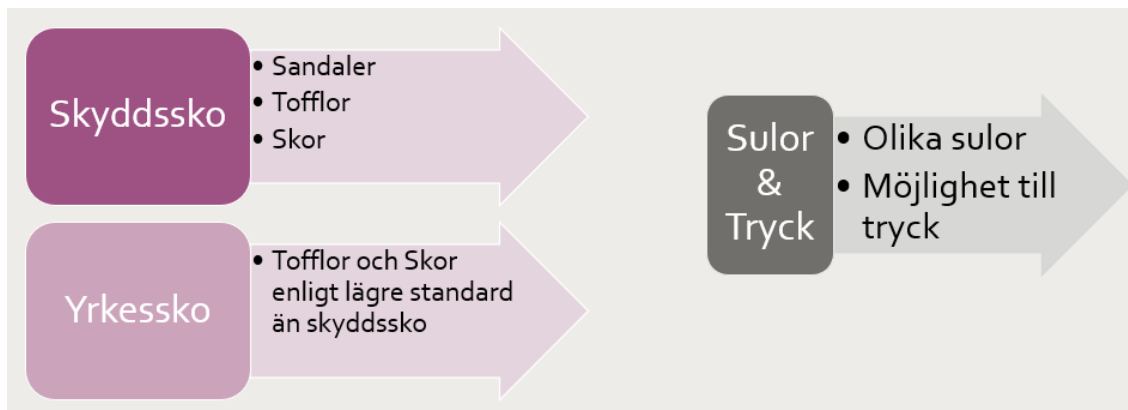 Skyddssko
• Sandaler
• Tofflor
• Skor
Yrkessko
• Tofflor och Skor
enligt lägre standard
än skyddssko
Sulor
&
Tryck
• Olika sulor
• Möjlighet till
tryck